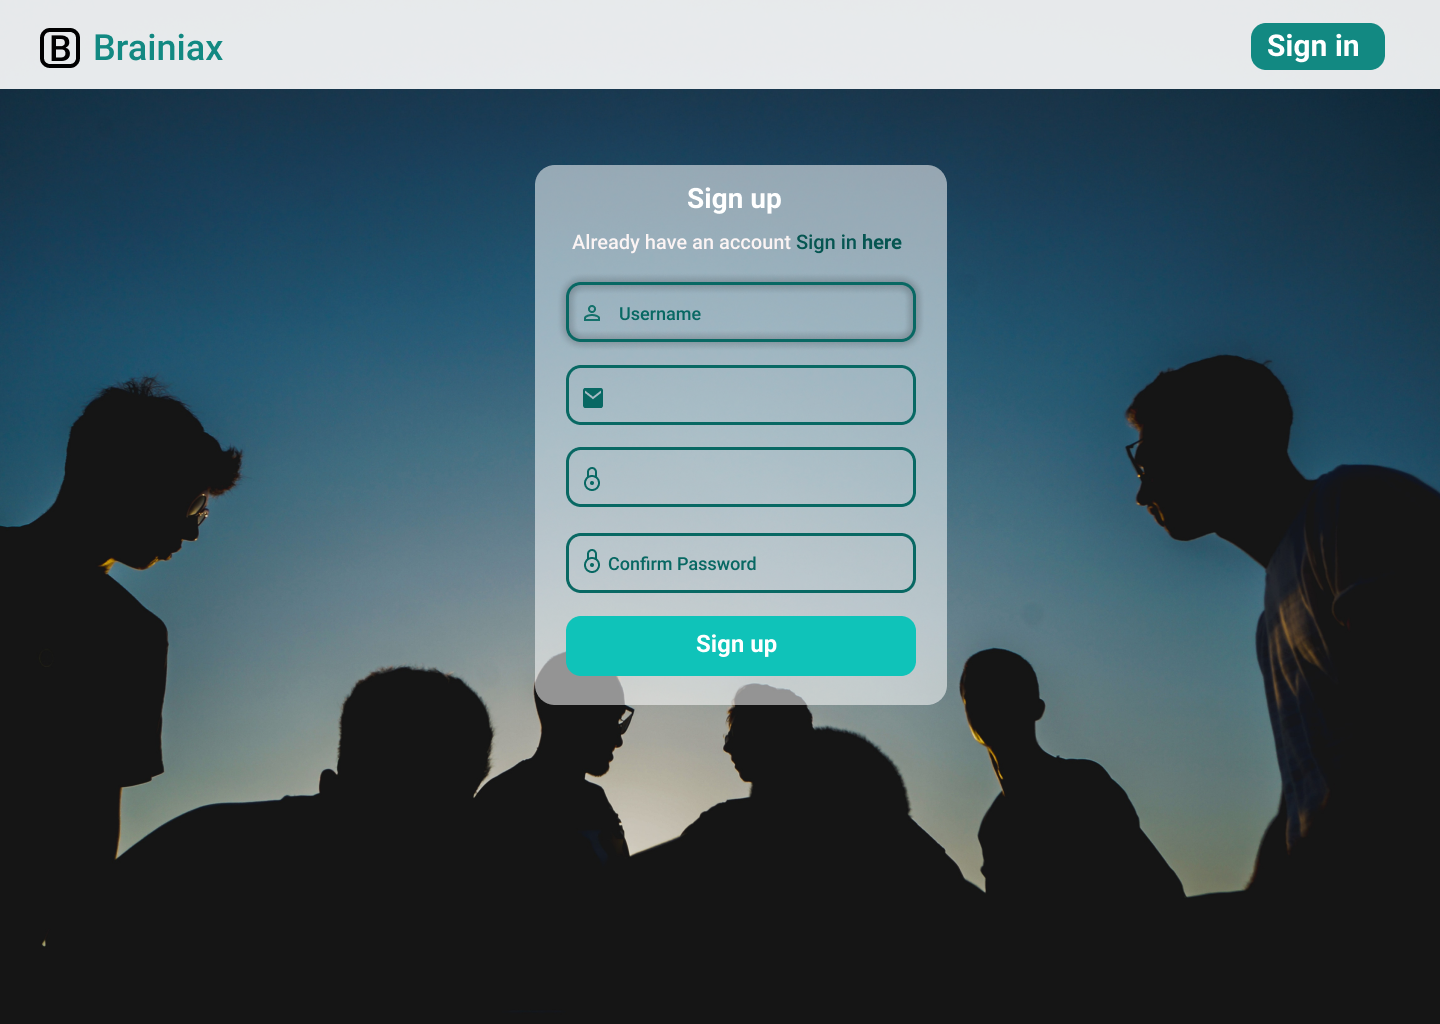 B Brainiax
Sign in
Sign up
Already have an account Sign in here
Username
Confirm Password
Sign up